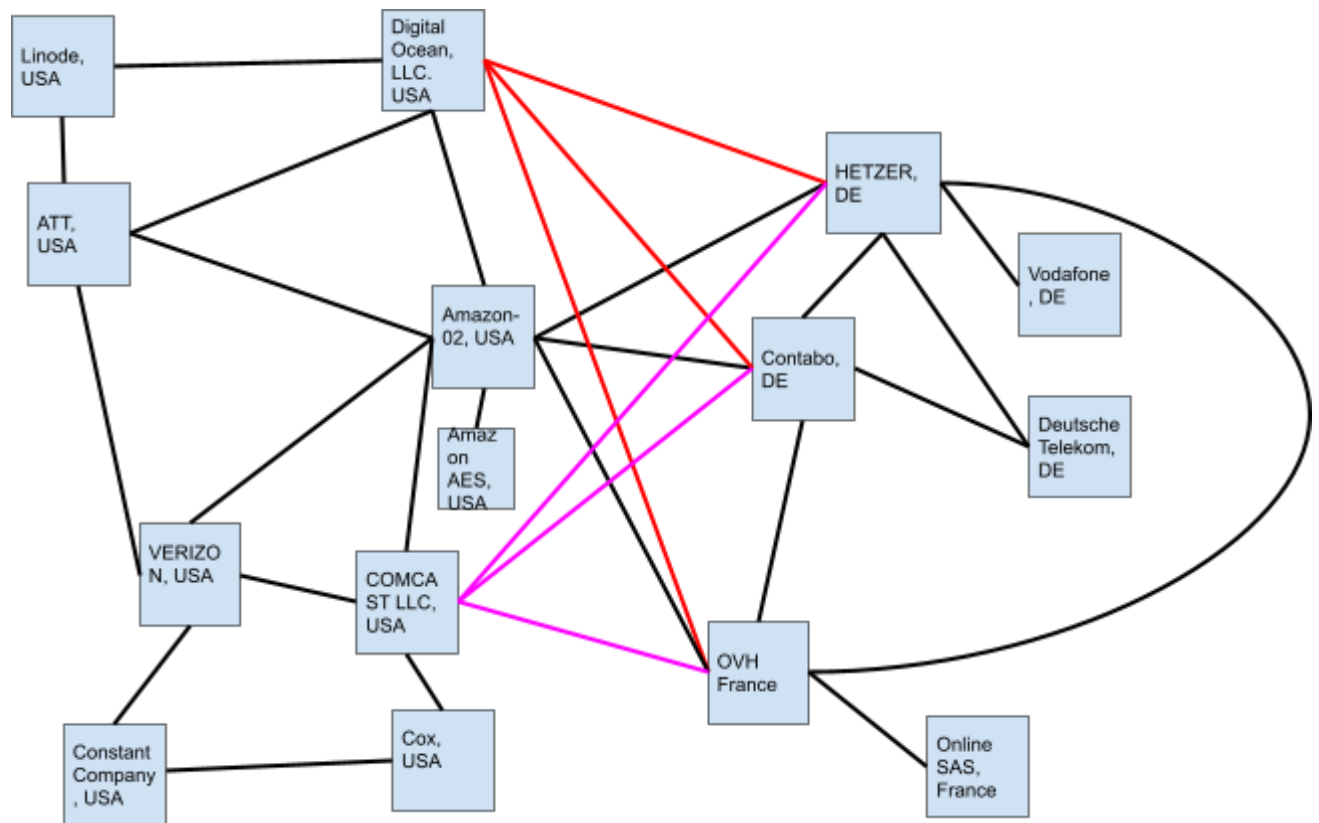 Linode,
USA
Digital
Ocean,
LLC.
USA
HETZER,
DE
ATT,
USA
Vodafone
, DE
Amazon-
02, USA
Contabo,
DE
Deutsche
Telekom,
DE
Amaz
on
AES,
USA
VERIZO
N, USA
COMCA
ST LLC,
USA
OVH
France
Constant
Company
, USA
Cox,
USA
Online
SAS,
France